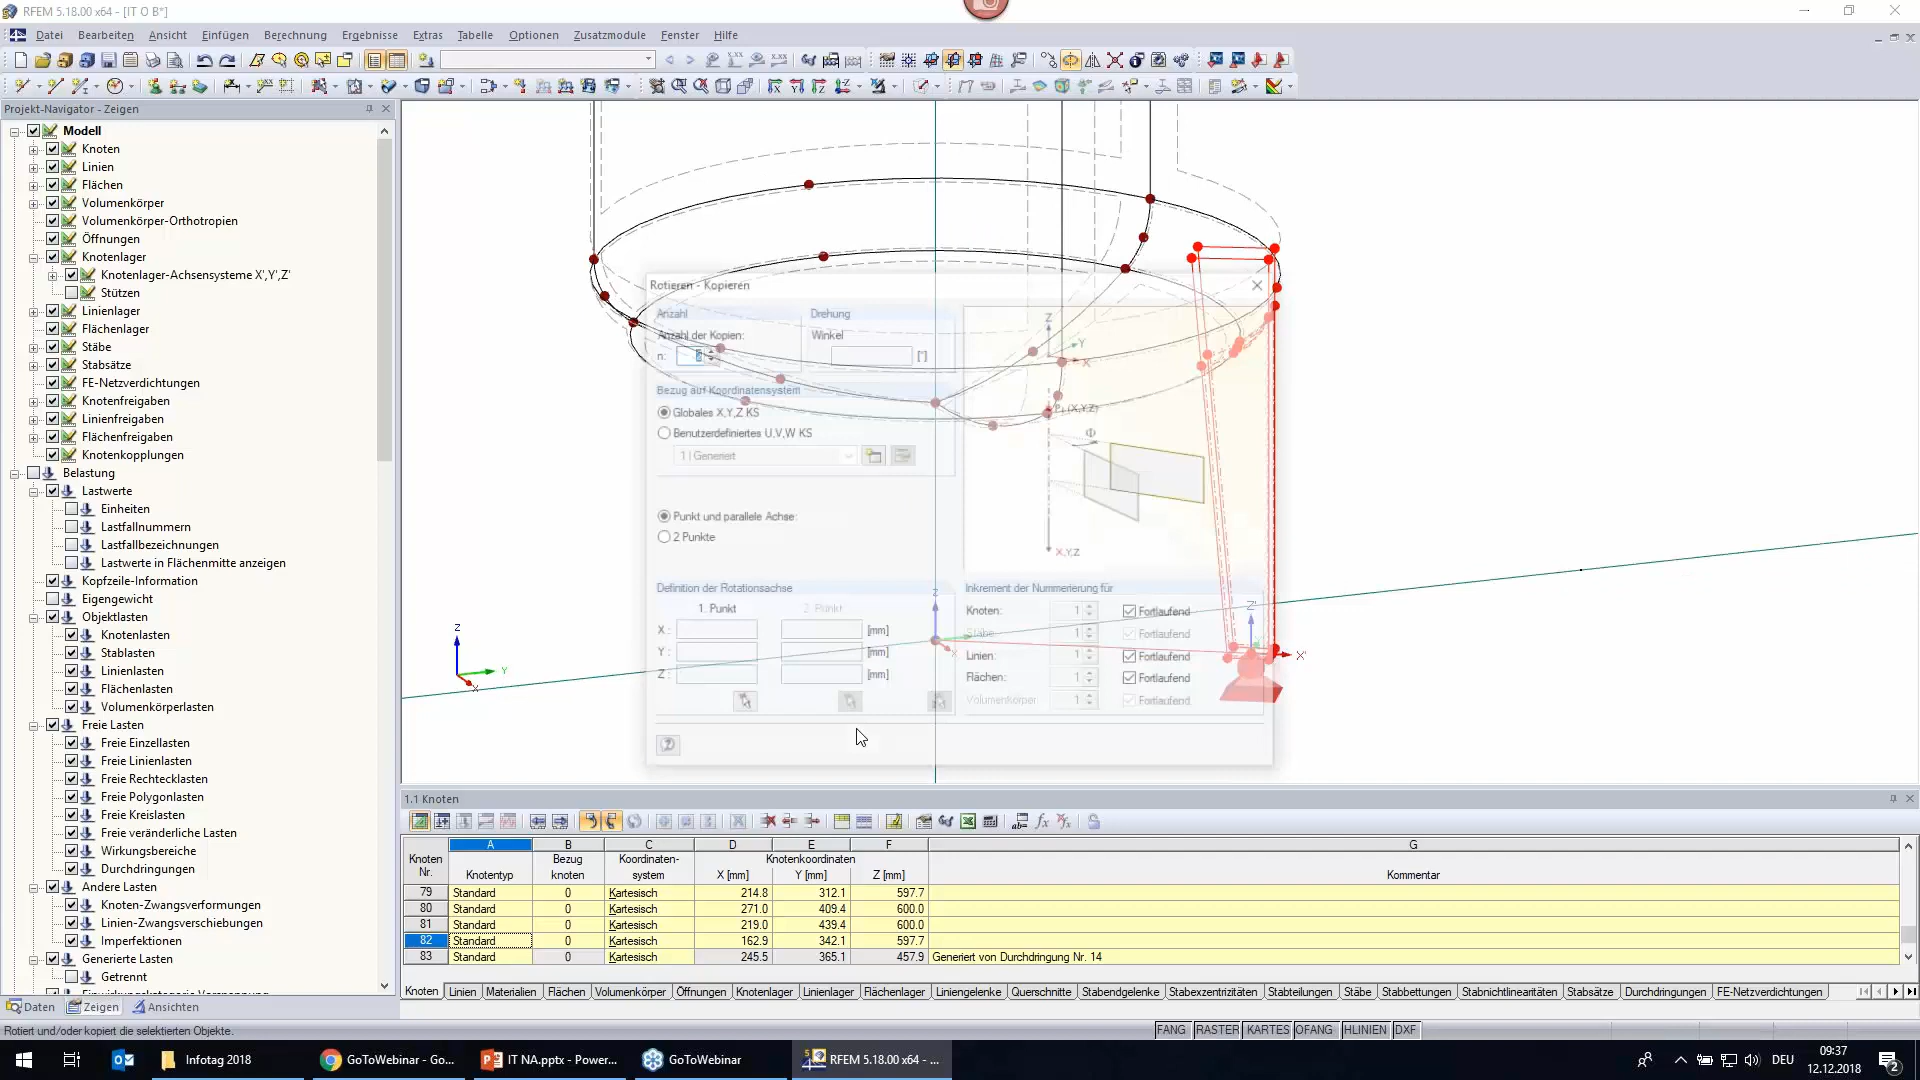 RFEM 5.18.00 x64 - [IT O B*]
Datei Bearbeiten Ansicht Einfügen Berechnung Ergebnisse Extras Tabelle Optionen Zusatzmodule Fenster Hilfe
Projekt-Navigator - Zeigen
Modell
Knoten
Linien
Flächen
Volumenkörper
Volumenkörper-Orthotropien
Öffnungen
Knotenlager
Knotenlager-Achsensysteme X',Y',Z'
Stützen
Linienlager
Flächenlager
Stäbe
Stabsätze
FE-Netzverdichtungen
Knotenfreigaben
Linienfreigaben
Flächenfreigaben
Knotenkopplungen
Belastung
Lastwerte
Einheiten
Lastfallnummern
Lastfallbezeichnungen
Lastwerte in Flächenmitte anzeigen
Kopfzeile-Information
Eigengewicht
Objektlasten
Knotenlasten
Stablasten
Linienlasten
Flächenlasten
Volumenkörperlasten
Freie Lasten
Freie Einzellasten
Freie Linienlasten
Freie Rechtecklasten
Freie Polygonlasten
Freie Kreislasten
Freie veränderliche Lasten
Wirkungsbereiche
Durchdringungen
Andere Lasten
Knoten-Zwangsverformungen
Linien-Zwangsverschiebungen
Imperfektionen
Generierte Lasten
Getrennt
Daten Zeigen Ansichten
Rotieren - Kopieren
Anzahl
Anzahl der Kopien:
n:
Drehung
Winkel
[°]
Bezug auf Koordinatensystem
Globales X,Y,Z KS
Benutzerdefiniertes U,V,W KS
1 | Generiert
Punkt und parallele Achse:
2 Punkte
Definition der Rotationsachse
1. Punkt 2. Punkt
X: [mm]
Y: [mm]
Z: [mm]
Z
Y
X
P1 (X,Y,Z)
Φ
X,Y,Z
Inkrement der Nummerierung für
Knoten: 1 Fortlaufend
Stäbe: 1 Fortlaufend
Linien: 1 Fortlaufend
Flächen: 1 Fortlaufend
Volumenkörper 1 Fortlaufend
Z
Y
X
Z
X
Z'
X'
1.1 Knoten
A B C D E F G
Knoten Nr. Knotentyp Bezug knoten Koordinaten- system Knotenkoordinaten X [mm] Y [mm] Z [mm] Kommentar
79 Standard 0 Kartesisch 214.8 312.1 597.7
80 Standard 0 Kartesisch 271.0 409.4 600.0
81 Standard 0 Kartesisch 219.0 439.4 600.0
82 Standard 0 Kartesisch 162.9 342.1 597.7
83 Standard 0 Kartesisch 245.5 365.1 457.9 Generiert von Durchdringung Nr. 14
Knoten Linien Materialien Flächen Volumenkörper Öffnungen Knotenlager Linienlager Flächenlager Liniengelenke Querschnitte Stabendgelenke Stabexzentrizitäten Stabteilungen Stäbe Stabbettungen Stabnichtlinearitäten Stabsätze Durchdringungen FE-Netzverdichtungen
Rotiert und/oder kopiert die selektierten Objekte.
FANG RASTER KARTES OFANG HLINIEN DXF
Infotag 2018
GoToWebinar - Go...
IT NA.pptx - Power...
GoToWebinar
RFEM 5.18.00 x64 - ...
DEU
09:37
12.12.2018
2